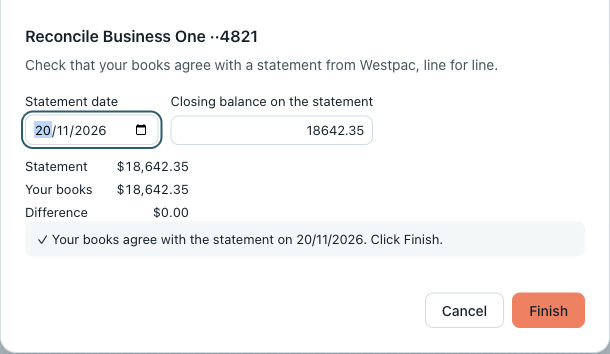 Reconcile Business One ··4821
Check that your books agree with a statement from Westpac, line for line.
Statement date Closing balance on the statement
20/11/2026 18642.35
Statement $18,642.35
Your books $18,642.35
Difference $0.00
✓ Your books agree with the statement on 20/11/2026. Click Finish.
Cancel Finish